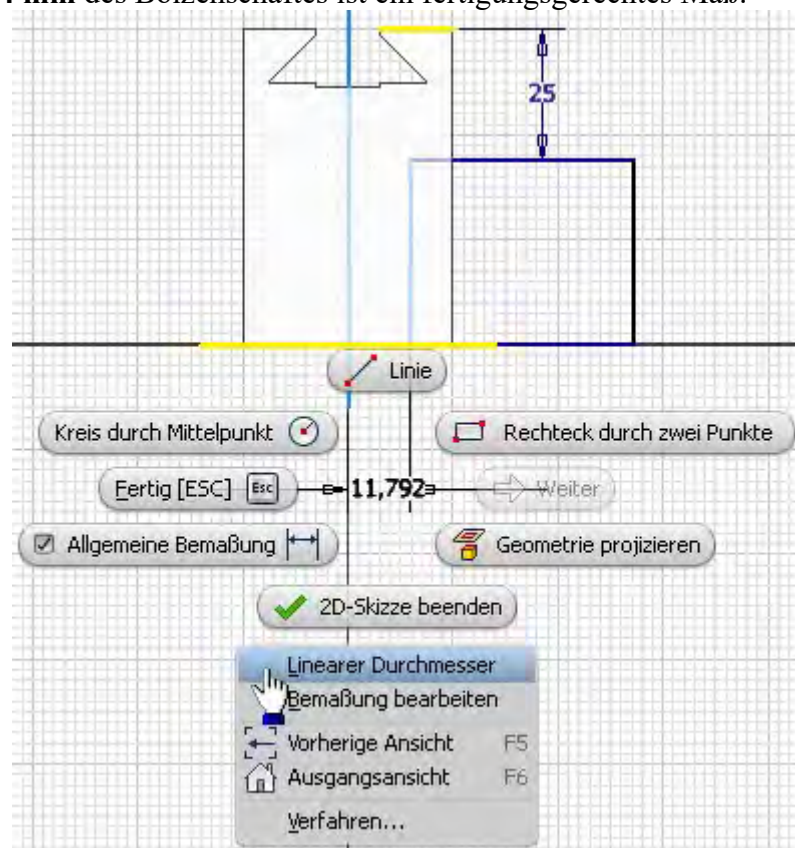 mm des Bolzenschaftes ist ein fertigungsgerechtes Maß.
25
Linie
Kreis durch Mittelpunkt
Rechteck durch zwei Punkte
Fertig [ESC] Esc
11,792
Weiter
Allgemeine Bemaßung
Geometrie projizieren
2D-Skizze beenden
Linearer Durchmesser
Bemaßung bearbeiten
Vorherige Ansicht F5
Ausgangsansicht F6
Verfahren...